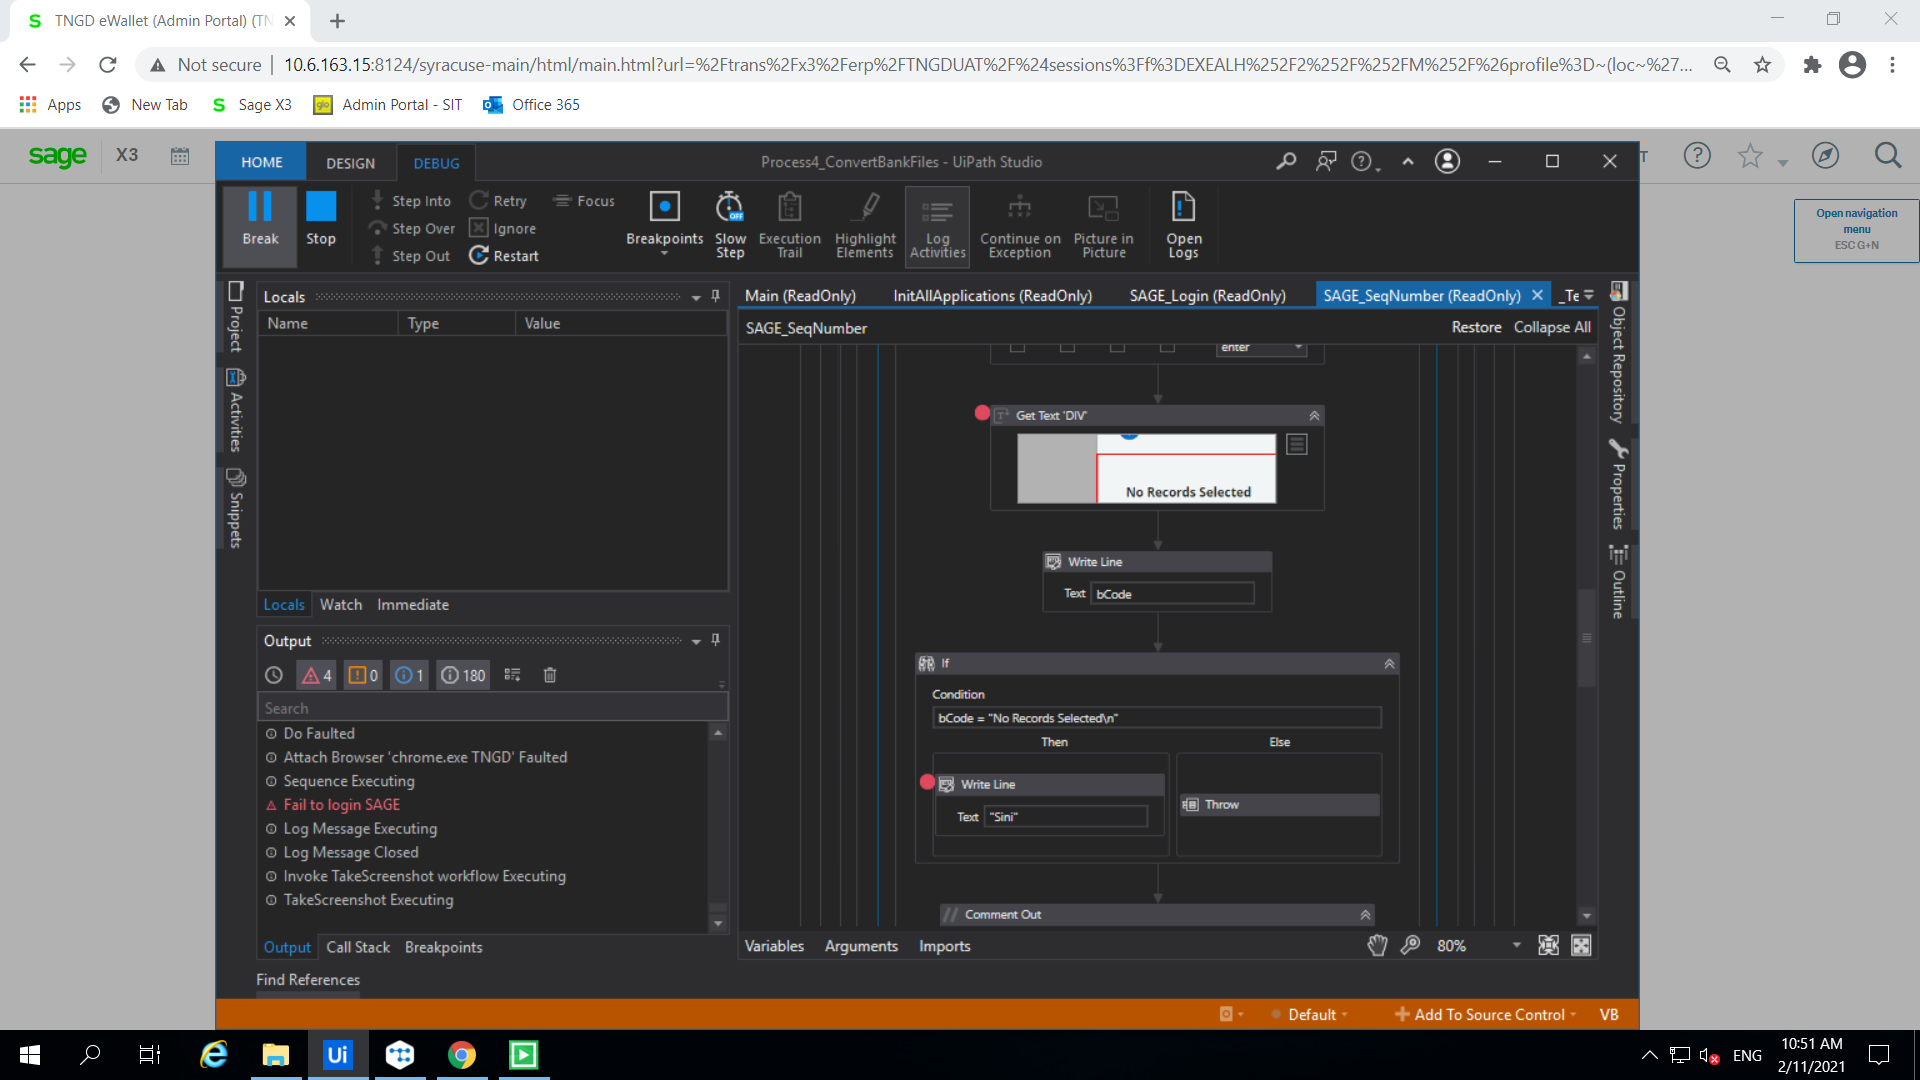 TNGD eWallet (Admin Portal) (TN
Not secure
10.6.163.15:8124/syracuse-main/html/main.html?url=%2Ftrans%2Fx3%2Ferp%2FTNGDUAT%2F%24sessions%3Ff%3DEXEALH%252F2%252F%252FM%252F%26profile%3D~(loc~%27...
Apps
New Tab
Sage X3
Admin Portal - SIT
Office 365
sage
X3
HOME
DESIGN
DEBUG
Process4_ConvertBankFiles - UiPath Studio
T
Open navigation
menu
ESC G+N
Break
Stop
Step Into
Step Over
Step Out
Retry
Ignore
Restart
Focus
Breakpoints
OFF
Slow
Step
Execution
Trail
Highlight
Elements
Log
Activities
Continue on
Exception
Picture in
Picture
Open
Logs
Project
Activities
Snippets
Locals
Name
Type
Value
Locals
Watch
Immediate
Output
4
0
1
180
Search
Do Faulted
Attach Browser 'chrome.exe TNGD' Faulted
Sequence Executing
Fail to login SAGE
Log Message Executing
Log Message Closed
Invoke TakeScreenshot workflow Executing
TakeScreenshot Executing
Output
Call Stack
Breakpoints
Find References
Main (ReadOnly)
InitAllApplications (ReadOnly)
SAGE_Login (ReadOnly)
SAGE_SeqNumber (ReadOnly)
_Te
SAGE_SeqNumber
Restore
Collapse All
enter
Get Text 'DIV'
No Records Selected
Write Line
Text
bCode
If
Condition
bCode = "No Records Selected\n"
Then
Else
Write Line
Text
"Sini"
Throw
Comment Out
Variables
Arguments
Imports
80%
Object Repository
Properties
Outline
Default
Add To Source Control
VB
Ui
ENG
10:51 AM
2/11/2021